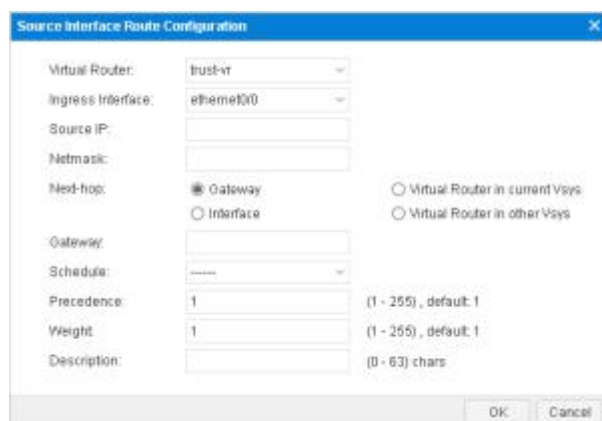 Source Interface Route Configuration
Virtual Router: trust-vr
Ingress Interface: ethernet0/0
Source IP:
Netmask:
Next-hop: Gateway Virtual Router in current Vsys
Interface Virtual Router in other Vsys
Gateway:
Schedule: ------
Precedence: 1 (1 - 255) , default: 1
Weight: 1 (1 - 255) , default: 1
Description: (0 - 63) chars
OK Cancel